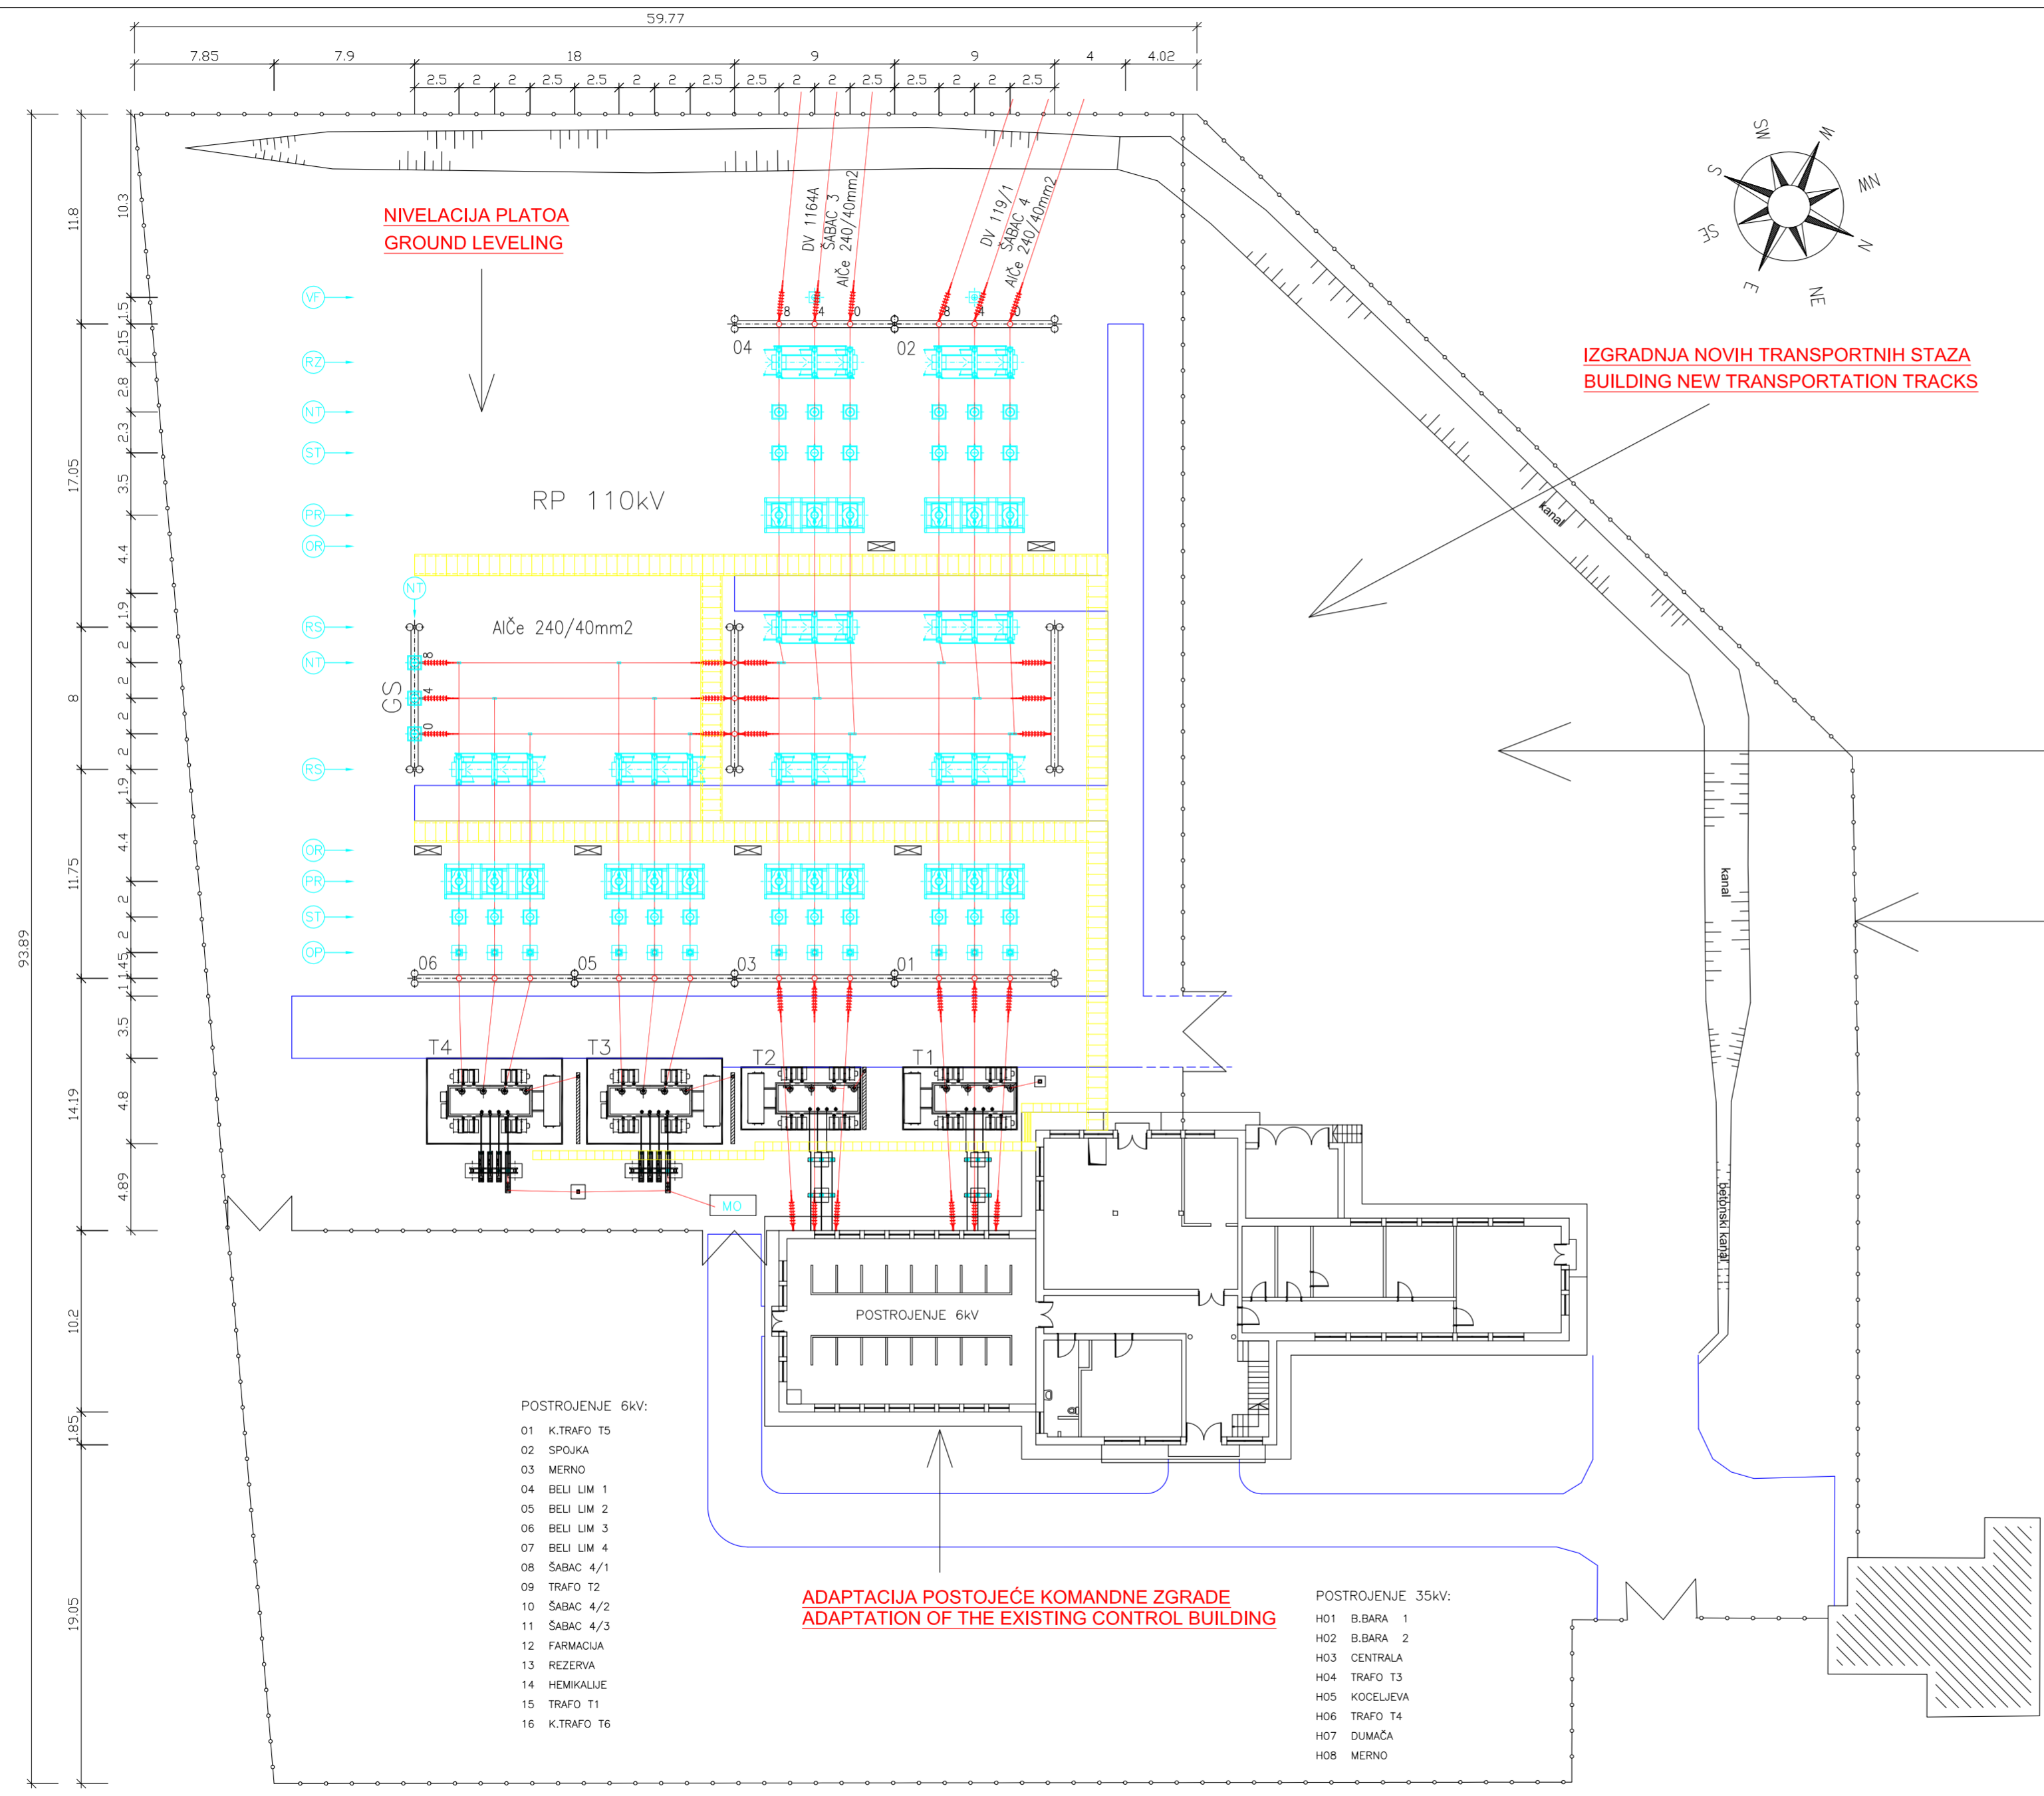 59.77
7.85
7.9
18
9
9
4
4.02
2.5
2
2
2.5
2.5
2
2
2.5
2.5
2
2
2.5
2.5
2
2
2.5
SW
W
S
NW
SE
N
E
NE
NIVELACIJA PLATOA
GROUND LEVELING
DV 1164A
ŠABAC 3
AlČe 240/40mm2
DV 119/1
ŠABAC 4
AlČe 240/40mm2
93.89
11.8
17.05
8
11.75
14.19
10.2
1.85
19.05
10.3
1.5
2.15
2.8
2.3
3.5
4.4
1.9
2
2
2
2
1.9
4.4
2
2
1.45
3.5
4.8
4.89
VF
RZ
NT
ST
PR
OR
RS
NT
RS
OR
PR
ST
OP
8
4
0
8
4
0
04
02
IZGRADNJA NOVIH TRANSPORTNIH STAZA
BUILDING NEW TRANSPORTATION TRACKS
RP 110kV
NT
AlČe 240/40mm2
GS
8
4
0
kanal
kanal
betonski kanal
06
05
03
01
T4
T3
T2
T1
MO
POSTROJENJE 6kV
POSTROJENJE 6kV:
01 K.TRAFO T5
02 SPOJKA
03 MERNO
04 BELI LIM 1
05 BELI LIM 2
06 BELI LIM 3
07 BELI LIM 4
08 ŠABAC 4/1
09 TRAFO T2
10 ŠABAC 4/2
11 ŠABAC 4/3
12 FARMACIJA
13 REZERVA
14 HEMIKALIJE
15 TRAFO T1
16 K.TRAFO T6
ADAPTACIJA POSTOJEĆE KOMANDNE ZGRADE
ADAPTATION OF THE EXISTING CONTROL BUILDING
POSTROJENJE 35kV:
H01 B.BARA 1
H02 B.BARA 2
H03 CENTRALA
H04 TRAFO T3
H05 KOCELJEVA
H06 TRAFO T4
H07 DUMAČA
H08 MERNO